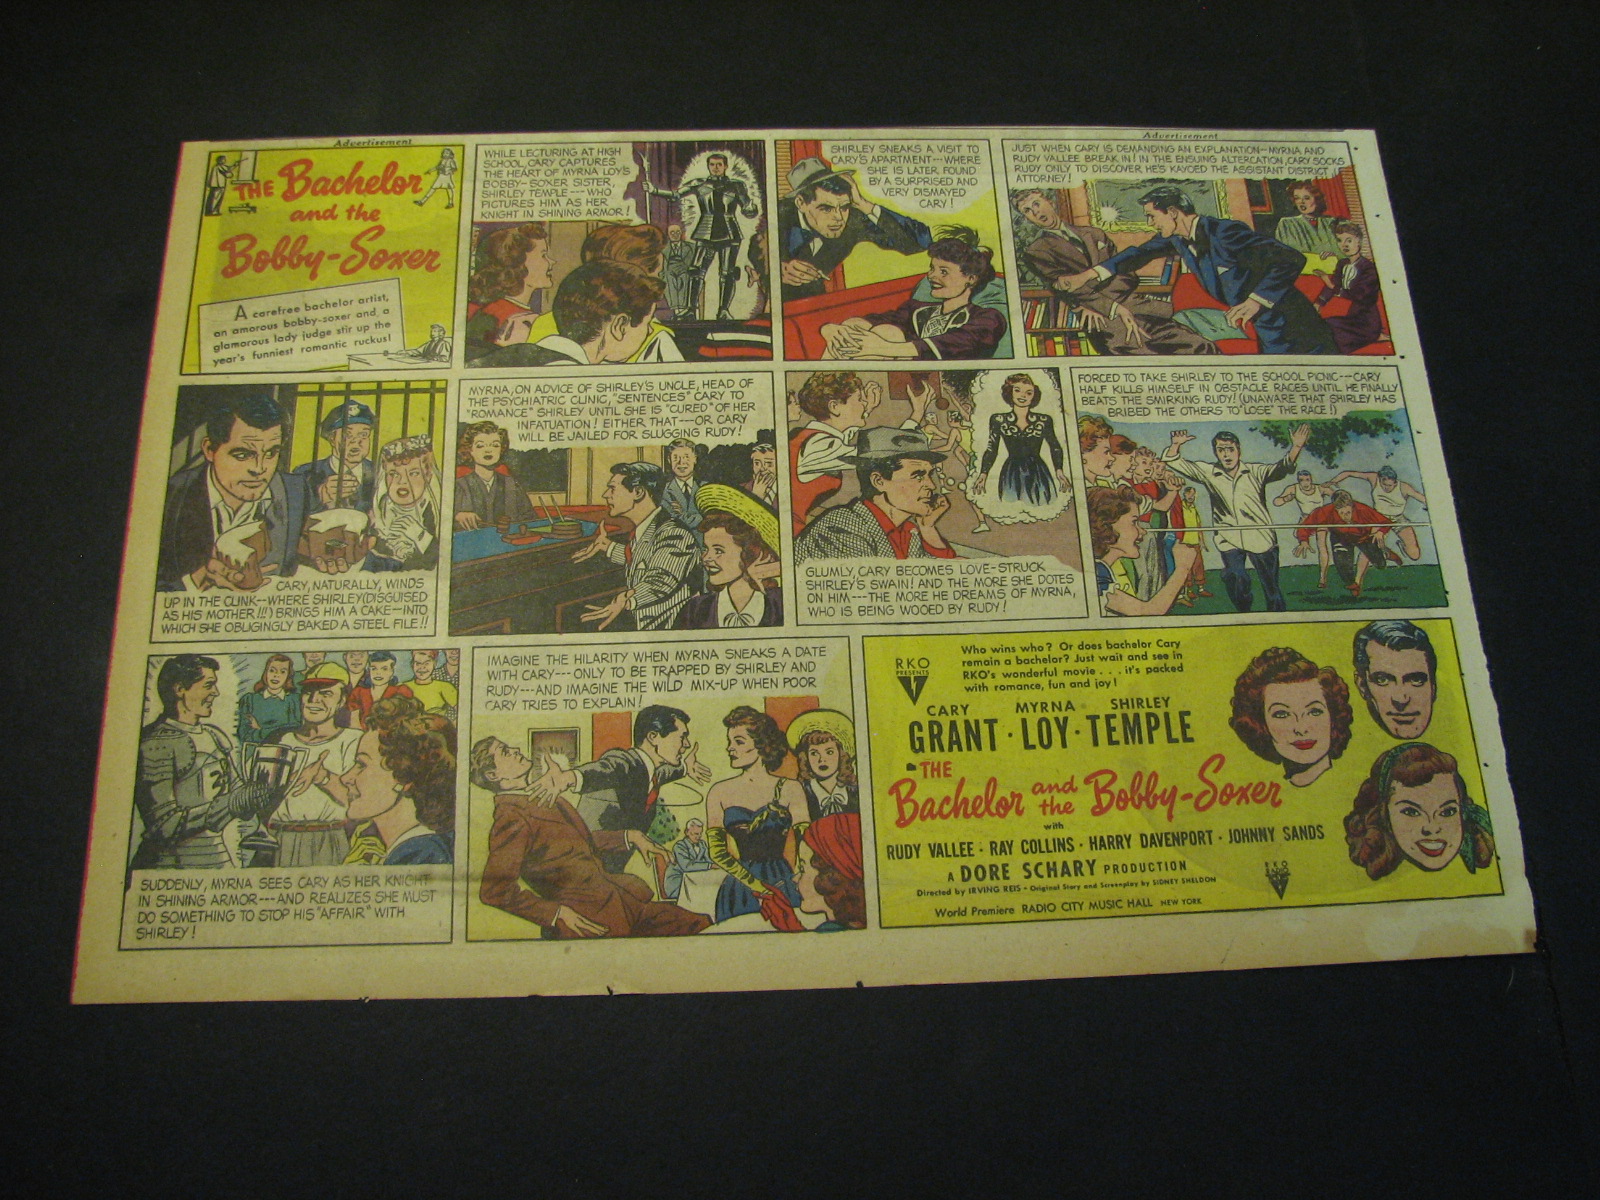 Advertisement
Advertisement
THE Bachelor
and the
Bobby-Soxer
A carefree bachelor artist,
an amorous bobby-soxer and a
glamorous lady judge stir up the
year's funniest romantic ruckus!
WHILE LECTURING AT HIGH
SCHOOL, CARY CAPTURES
THE HEART OF MYRNA LOY'S
BOBBY-SOXER SISTER,
SHIRLEY TEMPLE---WHO
PICTURES HIM AS HER
KNIGHT IN SHINING ARMOR!
SHIRLEY SNEAKS A VISIT TO
CARY'S APARTMENT---WHERE
SHE IS LATER FOUND
BY A SURPRISED AND
VERY DISMAYED
CARY!
JUST WHEN CARY IS DEMANDING AN EXPLANATION-MYRNA AND
RUDY VALLEE BREAK IN! IN THE ENSUING ALTERCATION, CARY SOCKS
RUDY ONLY TO DISCOVER HE'S KAYOED THE ASSISTANT DISTRICT
ATTORNEY!
CARY, NATURALLY, WINDS
UP IN THE CLINK--WHERE SHIRLEY (DISGUISED
AS HIS MOTHER!!!) BRINGS HIM A CAKE--INTO
WHICH SHE OBLIGINGLY BAKED A STEEL FILE!!
MYRNA, ON ADVICE OF SHIRLEY'S UNCLE, HEAD OF
THE PSYCHIATRIC CLINIC, "SENTENCES" CARY TO
"ROMANCE" SHIRLEY UNTIL SHE IS "CURED" OF HER
INFATUATION! EITHER THAT---OR CARY
WILL BE JAILED FOR SLUGGING RUDY!
GLUMLY, CARY BECOMES LOVE-STRUCK
SHIRLEY'S SWAIN! AND THE MORE SHE DOTES
ON HIM---THE MORE HE DREAMS OF MYRNA,
WHO IS BEING WOOED BY RUDY!
FORCED TO TAKE SHIRLEY TO THE SCHOOL PICNIC---CARY
HALF KILLS HIMSELF IN OBSTACLE RACES UNTIL HE FINALLY
BEATS THE SMIRKING RUDY! (UNAWARE THAT SHIRLEY HAS
BRIBED THE OTHERS TO "LOSE" THE RACE!)
SUDDENLY, MYRNA SEES CARY AS HER KNIGHT
IN SHINING ARMOR---AND REALIZES SHE MUST
DO SOMETHING TO STOP HIS "AFFAIR" WITH
SHIRLEY!
IMAGINE THE HILARITY WHEN MYRNA SNEAKS A DATE
WITH CARY---ONLY TO BE TRAPPED BY SHIRLEY AND
RUDY---AND IMAGINE THE WILD MIX-UP WHEN POOR
CARY TRIES TO EXPLAIN!
RKO
PRESENTS
Who wins who? Or does bachelor Cary
remain a bachelor? Just wait and see in
RKO's wonderful movie . . . it's packed
with romance, fun and joy!
CARY MYRNA SHIRLEY
GRANT · LOY · TEMPLE
THE
Bachelor and the Bobby-Soxer
with
RUDY VALLEE · RAY COLLINS · HARRY DAVENPORT · JOHNNY SANDS
A DORE SCHARY PRODUCTION
Directed by IRVING REIS - Original Story and Screenplay by SIDNEY SHELDON
World Premiere RADIO CITY MUSIC HALL NEW YORK
RKO